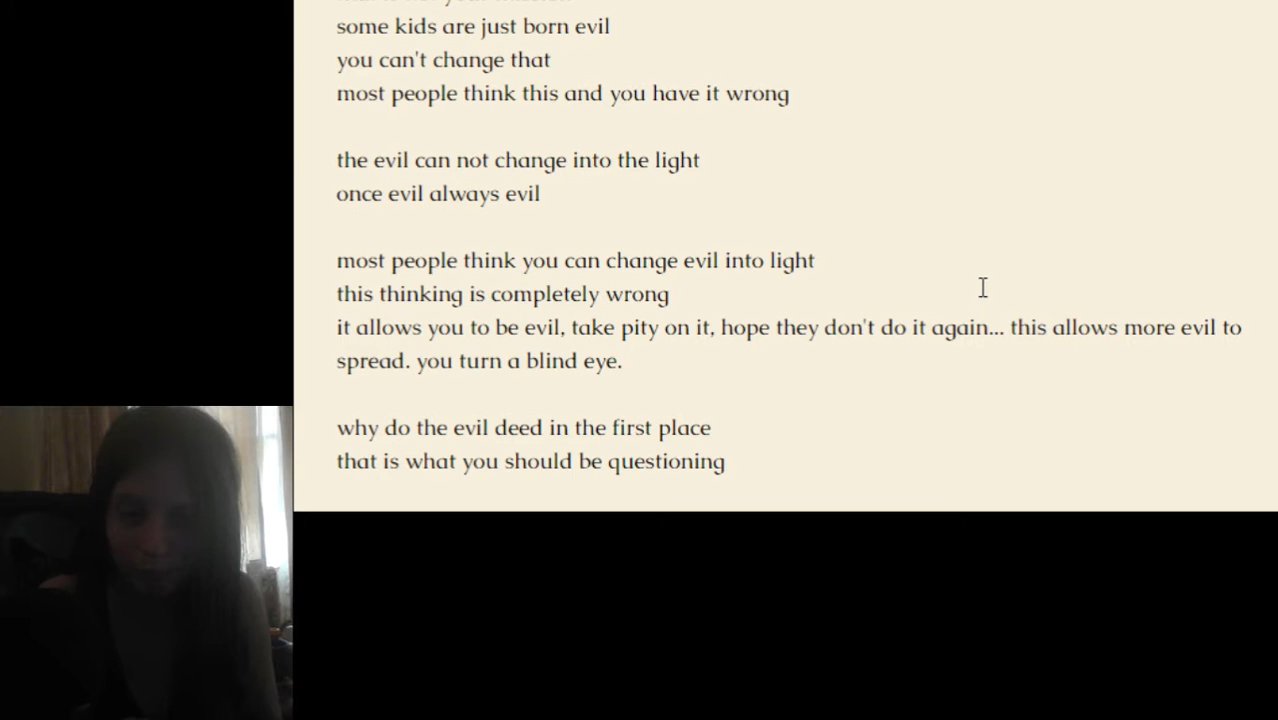 some kids are just born evil
you can't change that
most people think this and you have it wrong
the evil can not change into the light
once evil always evil
most people think you can change evil into light
this thinking is completely wrong
it allows you to be evil, take pity on it, hope they don't do it again... this allows more evil to
spread. you turn a blind eye.
why do the evil deed in the first place
that is what you should be questioning